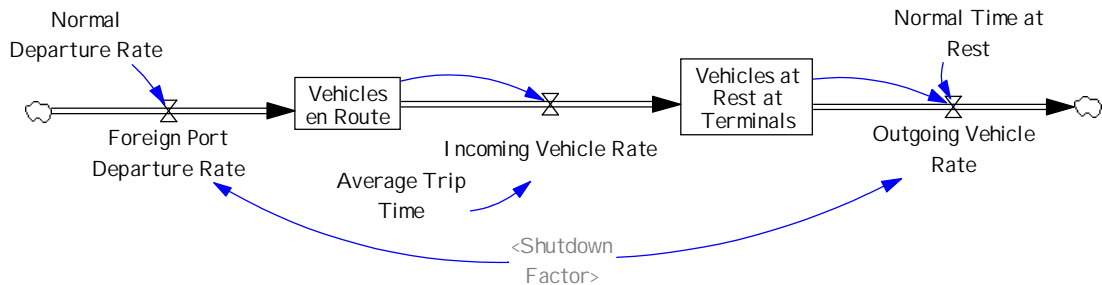 Normal
Departure Rate
Normal Time at
Rest
Vehicles
en Route
Vehicles at
Rest at
Terminals
Foreign Port
Departure Rate
Incoming Vehicle Rate
Outgoing Vehicle
Rate
Average Trip
Time
<Shutdown
Factor>